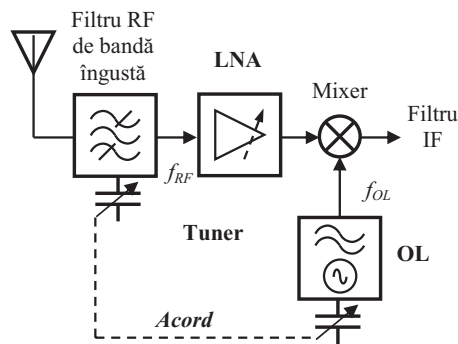 Filtru RF
de bandă
îngustă
LNA
Mixer
Filtru
IF
fRF
fOL
Tuner
OL
Acord